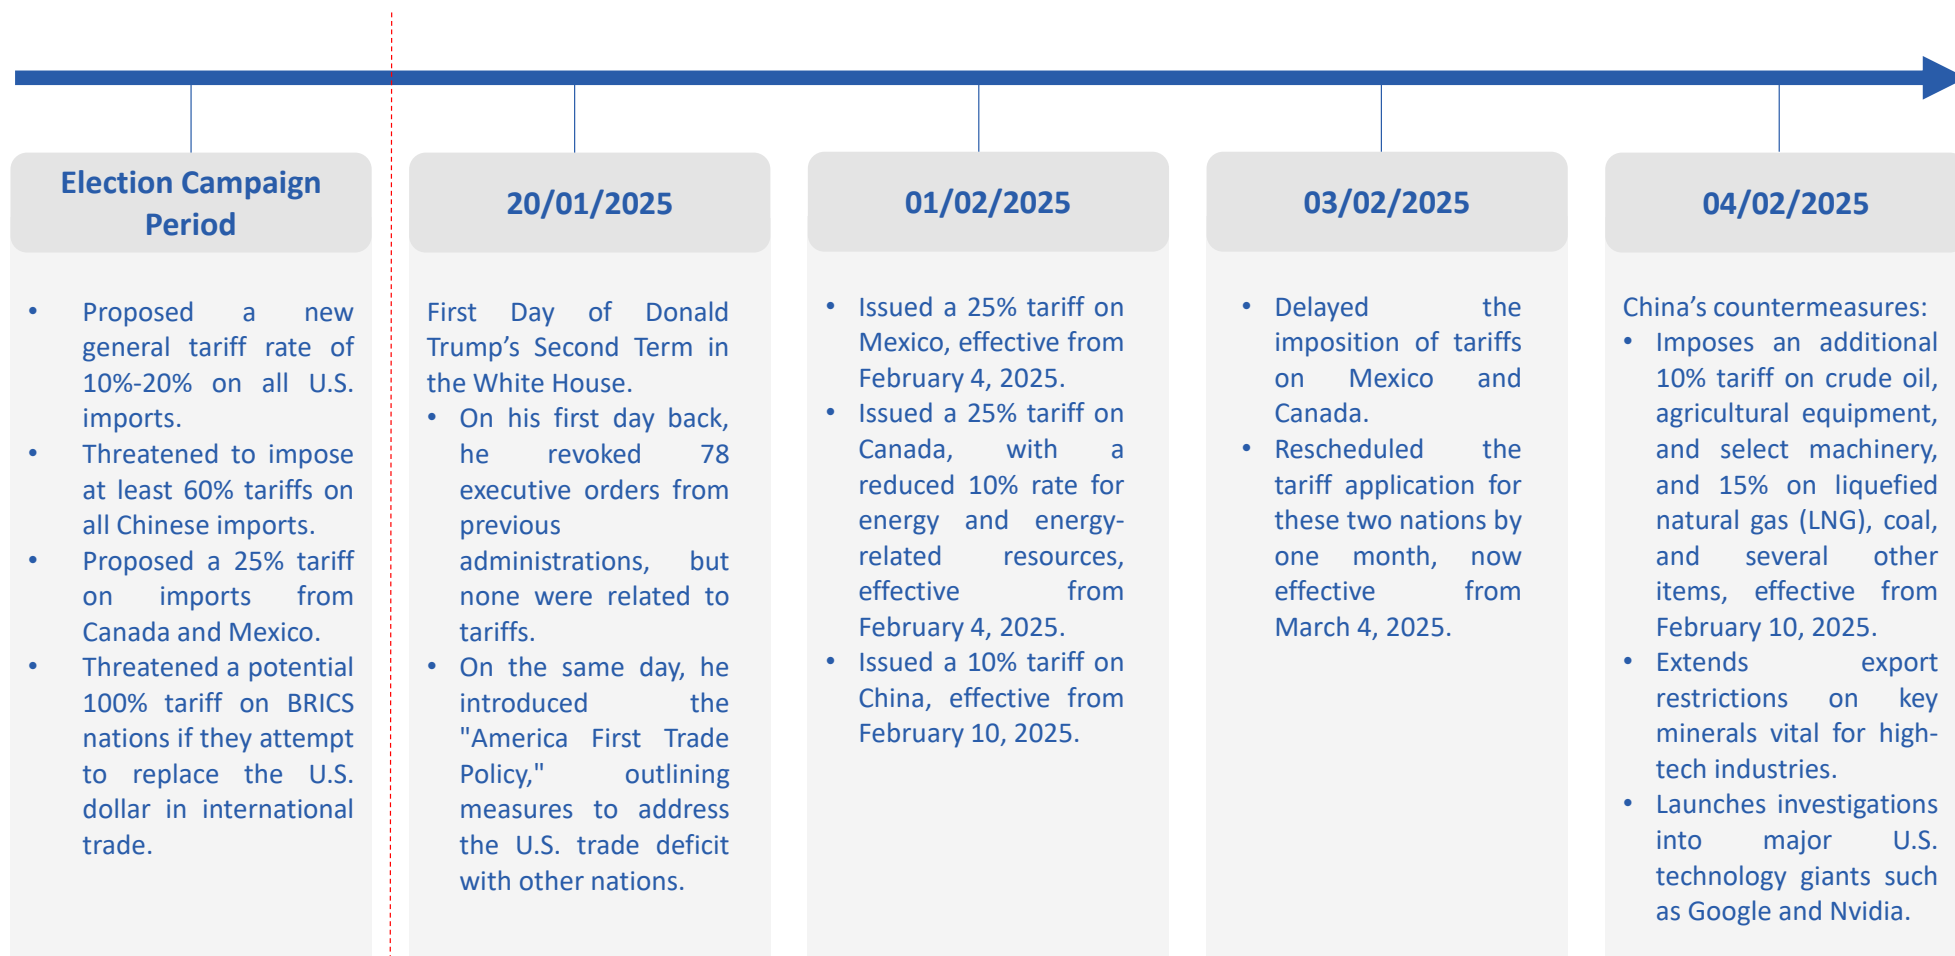 Election Campaign
Period
• Proposed a new
general tariff rate of
10%-20% on all U.S.
imports.
• Threatened to impose
at least 60% tariffs on
all Chinese imports.
• Proposed a 25% tariff
on imports from
Canada and Mexico.
• Threatened a potential
100% tariff on BRICS
nations if they attempt
to replace the U.S.
dollar in international
trade.
20/01/2025
First Day of Donald
Trump’s Second Term in
the White House.
• On his first day back,
he revoked 78
executive orders from
previous
administrations, but
none were related to
tariffs.
• On the same day, he
introduced the
"America First Trade
Policy," outlining
measures to address
the U.S. trade deficit
with other nations.
01/02/2025
• Issued a 25% tariff on
Mexico, effective from
February 4, 2025.
• Issued a 25% tariff on
Canada, with a
reduced 10% rate for
energy and energy-
related resources,
effective from
February 4, 2025.
• Issued a 10% tariff on
China, effective from
February 10, 2025.
03/02/2025
• Delayed the
imposition of tariffs
on Mexico and
Canada.
• Rescheduled the
tariff application for
these two nations by
one month, now
effective from
March 4, 2025.
04/02/2025
China’s countermeasures:
• Imposes an additional
10% tariff on crude oil,
agricultural equipment,
and select machinery,
and 15% on liquefied
natural gas (LNG), coal,
and several other
items, effective from
February 10, 2025.
• Extends export
restrictions on key
minerals vital for high-
tech industries.
• Launches investigations
into major U.S.
technology giants such
as Google and Nvidia.